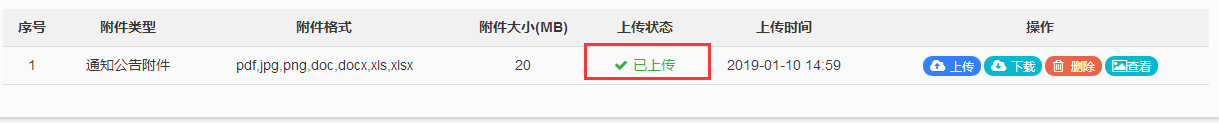 序号 附件类型 附件格式 附件大小(MB) 上传状态 上传时间 操作
1 通知公告附件 pdf,jpg,png,doc,docx,xls,xlsx 20 已上传 2019-01-10 14:59 上传 下载 删除 查看